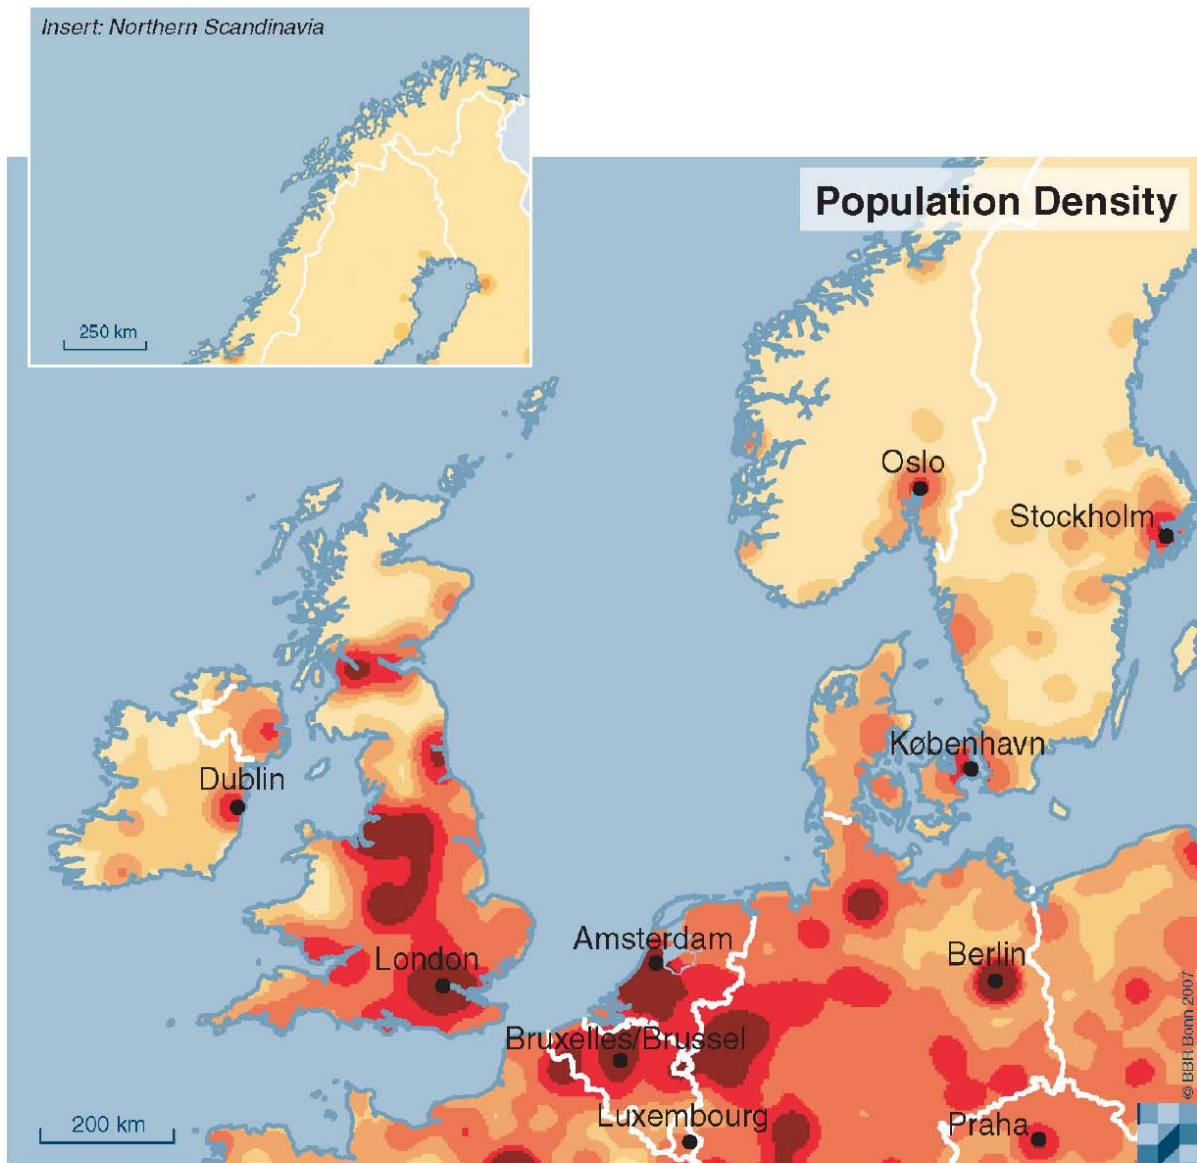 Insert: Northern Scandinavia
250 km
Population Density
Oslo
Stockholm
København
Dublin
London
Amsterdam
Berlin
Bruxelles/Brussel
Luxembourg
Praha
200 km
© BBR Bonn 2007